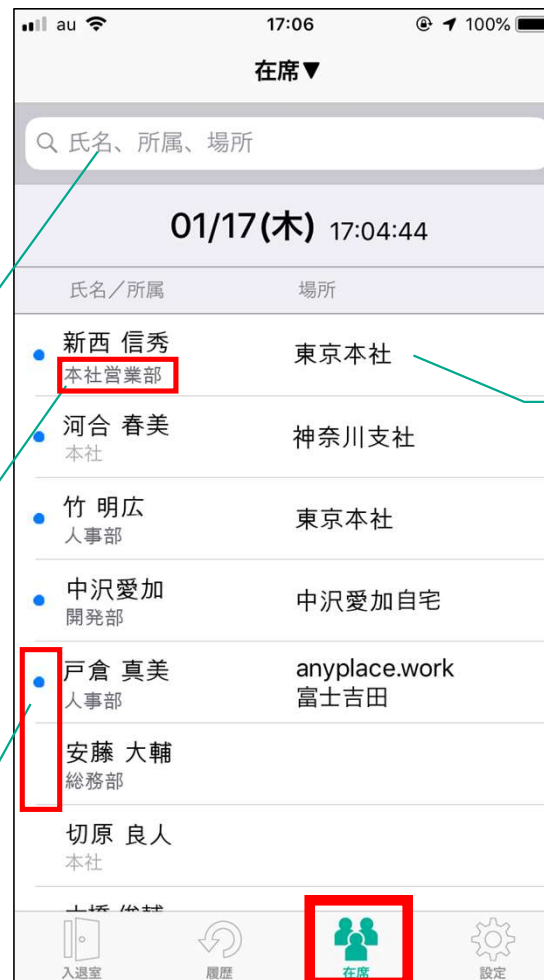 au 17:06 100%
在席▼
氏名、所属、場所
01/17(木) 17:04:44
氏名／所属 場所
新西 信秀 東京本社
本社営業部
河合 春美 神奈川支社
本社
竹 明広 東京本社
人事部
中沢愛加 中沢愛加自宅
開発部
戸倉 真美 anyplace.work
人事部 富士吉田
安藤 大輔
総務部
切原 良人
本社
入退室 履歴 在席 設定